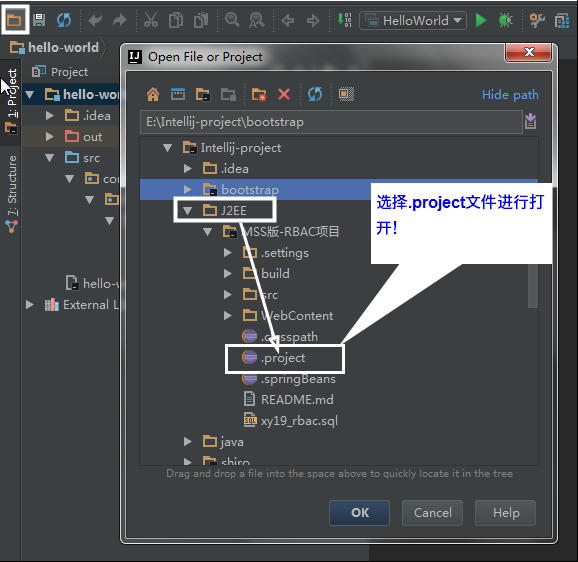 HelloWorld
hello-world
Project
1: Project
7: Structure
hello-wor
.idea
out
src
con
hello-w
External Li
IJ
Open File or Project
Hide path
E:\Intellij-project\bootstrap
Intellij-project
.idea
bootstrap
J2EE
MSS版-RBAC项目
.settings
build
src
WebContent
.classpath
.project
.springBeans
README.md
xy19_rbac.sql
java
shiro
选择.project文件进行打
开！
Drag and drop a file into the space above to quickly locate it in the tree
OK
Cancel
Help